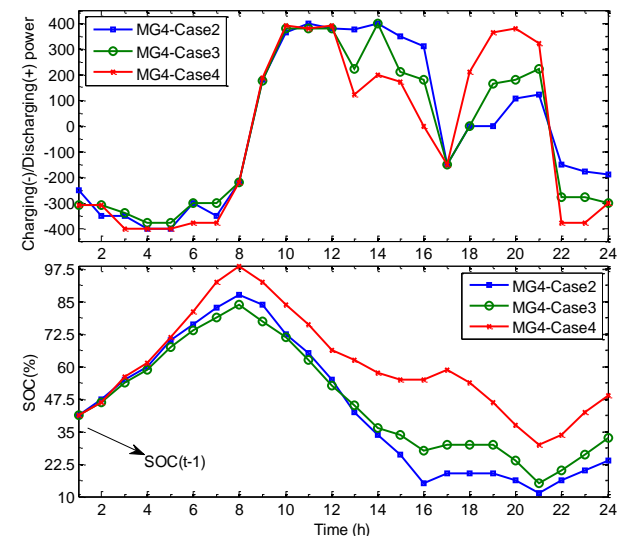 Charging(-)/Discharging(+) power
400
300
200
100
0
-100
-200
-300
-400
MG4-Case2
MG4-Case3
MG4-Case4
2 4 6 8 10 12 14 16 18 20 22 24
SOC(%)
97.5
85
72.5
60
47.5
35
22.5
10
MG4-Case2
MG4-Case3
MG4-Case4
SOC(t-1)
2 4 6 8 10 12 14 16 18 20 22 24
Time (h)